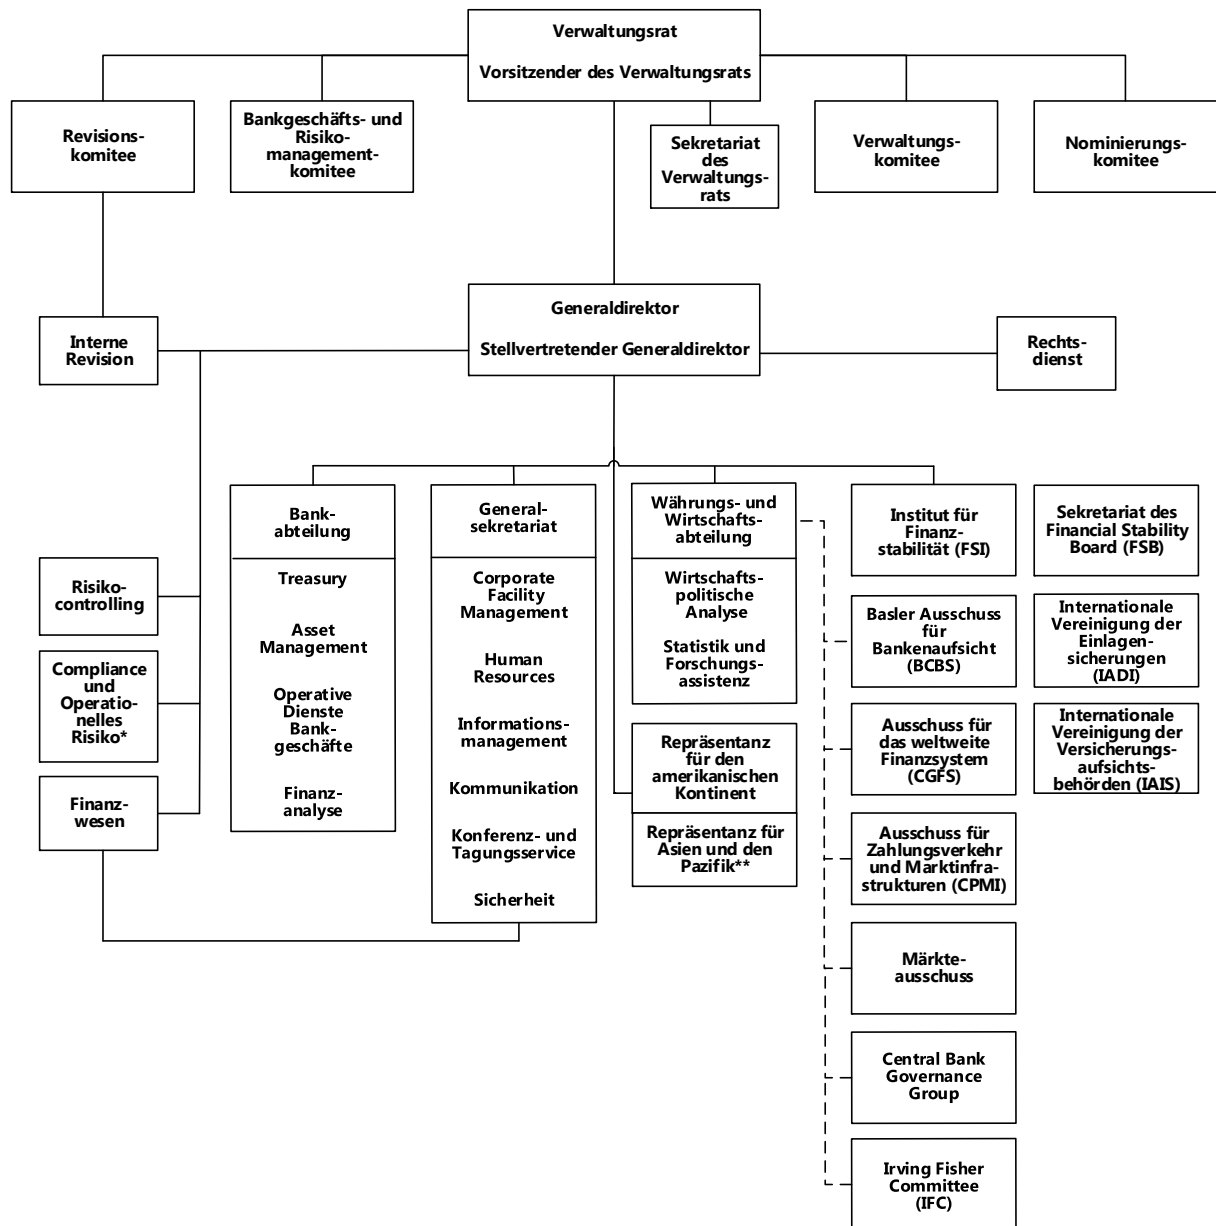 Verwaltungsrat
Vorsitzender des Verwaltungsrats
Revisions-
komitee
Bankgeschäfts- und
Risiko-
management-
komitee
Sekretariat
des
Verwaltungs-
rats
Verwaltungs-
komitee
Nominierungs-
komitee
Generaldirektor
Stellvertretender Generaldirektor
Interne
Revision
Rechts-
dienst
Risiko-
controlling
Compliance
und
Operatio-
nelles
Risiko*
Finanz-
wesen
Bank-
abteilung
Treasury
Asset
Management
Operative
Dienste
Bank-
geschäfte
Finanz-
analyse
General-
sekretariat
Corporate
Facility
Management
Human
Resources
Informations-
management
Kommunikation
Konferenz- und
Tagungsservice
Sicherheit
Währungs- und
Wirtschafts-
abteilung
Wirtschafts-
politische
Analyse
Statistik und
Forschungs-
assistenz
Repräsentanz
für den
amerikanischen
Kontinent
Repräsentanz für
Asien und den
Pazifik**
Institut für
Finanz-
stabilität (FSI)
Basler Ausschuss
für
Bankenaufsicht
(BCBS)
Ausschuss für
das weltweite
Finanzsystem
(CGFS)
Ausschuss für
Zahlungsverkehr
und Marktinfra-
strukturen (CPMI)
Märkte-
ausschuss
Central Bank
Governance
Group
Irving Fisher
Committee
(IFC)
Sekretariat des
Financial Stability
Board (FSB)
Internationale
Vereinigung der
Einlagen-
sicherungen
(IADI)
Internationale
Vereinigung der
Versicherungs-
aufsichts-
behörden (IAIS)